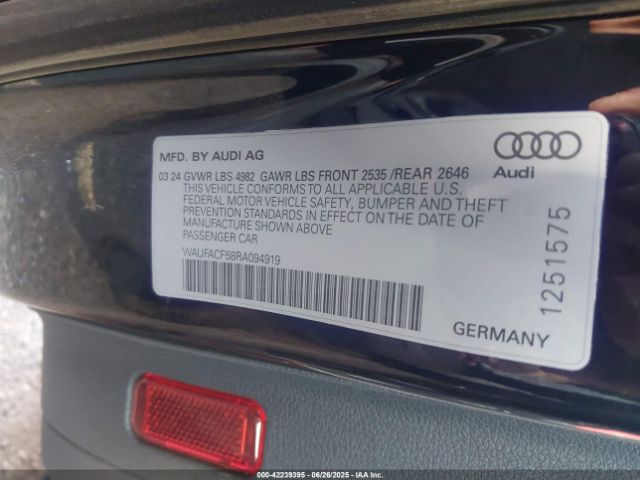 MFD. BY AUDI AG
03 24 GVWR LBS 4982 GAWR LBS FRONT 2535 /REAR 2646
THIS VEHICLE CONFORMS TO ALL APPLICABLE U.S.
FEDERAL MOTOR VEHICLE SAFETY, BUMPER AND THEFT
PREVENTION STANDARDS IN EFFECT ON THE DATE OF
MANUFACTURE SHOWN ABOVE
PASSENGER CAR
WAUFACF58RA094919
Audi
1251575
GERMANY
000-42239395 - 06/26/2025 - IAA Inc.